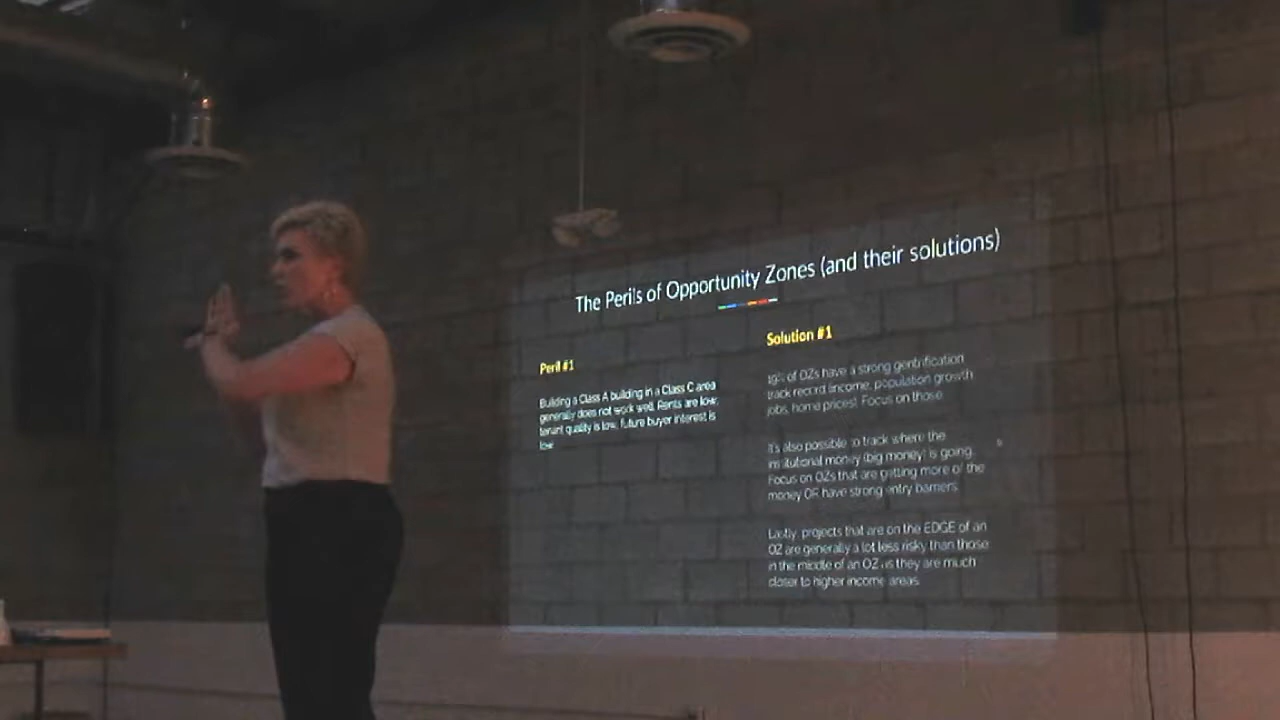 The Perils of Opportunity Zones (and their solutions)
Peril #1
Building a Class A building in a Class C area
generally does not work well. Rents are low,
tenant quality is low, future buyer interest is
low.
Solution #1
19% of OZs have a strong gentrification
track record (income, population growth
jobs, home prices). Focus on those.
It's also possible to track where the
institutional money (big money) is going.
Focus on OZs that are getting more of the
money OR have strong entry barriers.
Lastly, projects that are on the EDGE of an
OZ are generally a lot less risky than those
in the middle of an OZ as they are much
closer to higher income areas.